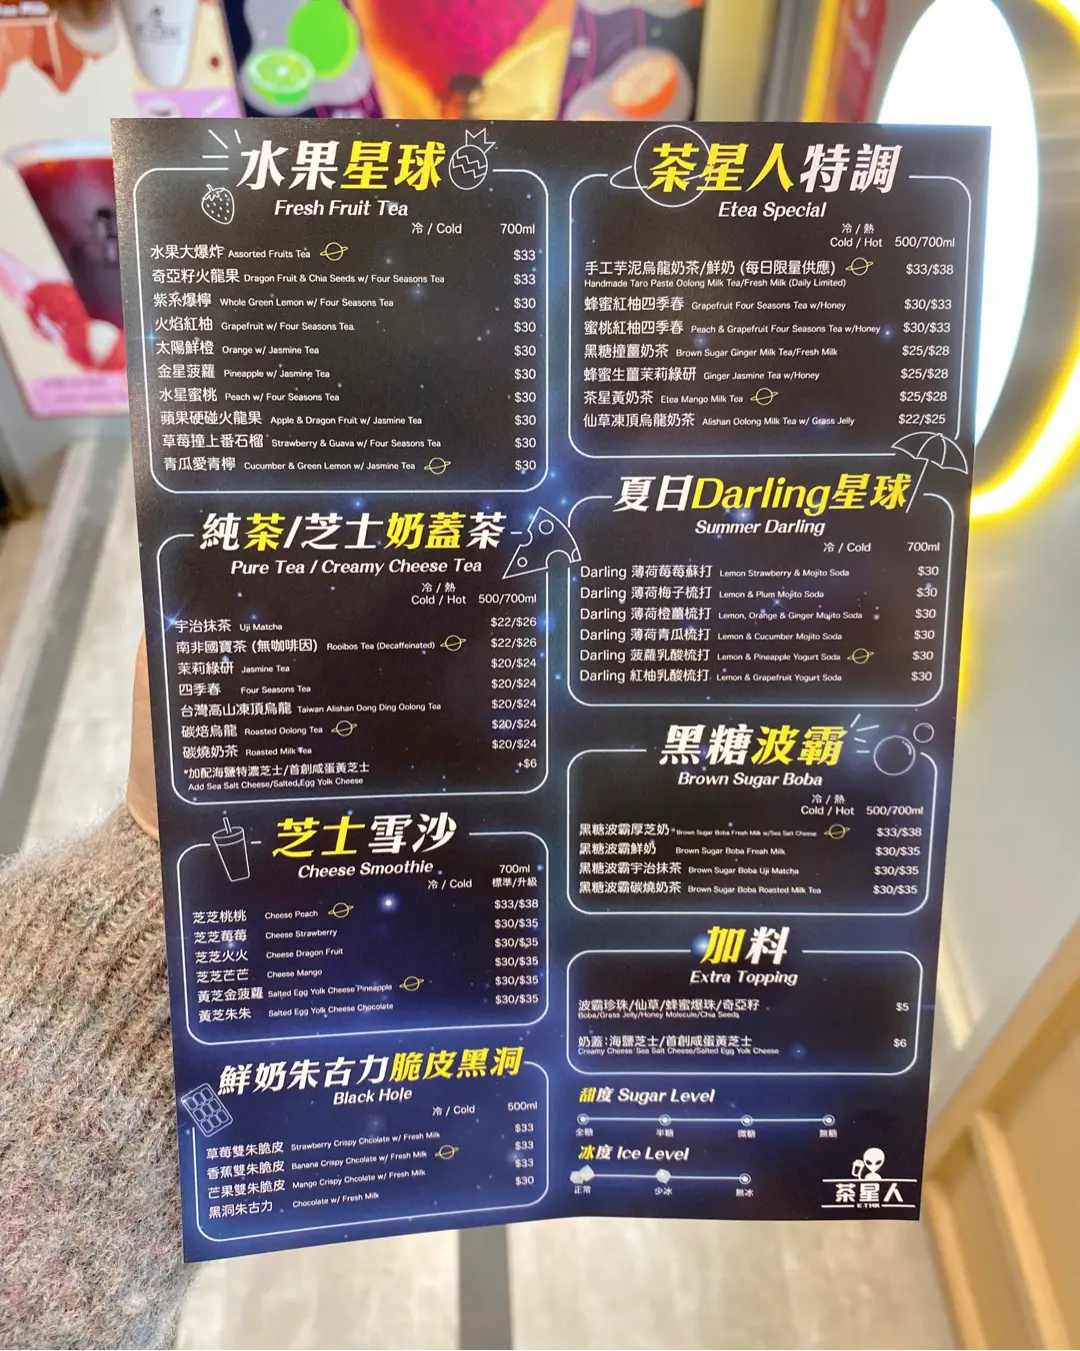 水果星球
Fresh Fruit Tea
冷 / Cold 700ml
水果大爆炸 Assorted Fruits Tea $33
奇亞籽火龍果 Dragon Fruit & Chia Seeds w/ Four Seasons Tea $33
紫系爆檸 Whole Green Lemon w/ Four Seasons Tea $30
火焰紅柚 Grapefruit w/ Four Seasons Tea $30
太陽鮮橙 Orange w/ Jasmine Tea $30
金星菠蘿 Pineapple w/ Jasmine Tea $30
水星蜜桃 Peach w/ Four Seasons Tea $30
蘋果硬碰火龍果 Apple & Dragon Fruit w/ Jasmine Tea $30
草莓撞上番石榴 Strawberry & Guava w/ Four Seasons Tea $30
青瓜愛青檸 Cucumber & Green Lemon w/ Jasmine Tea $30
純茶/芝士奶蓋茶
Pure Tea / Creamy Cheese Tea
冷 / 熱
Cold / Hot 500/700ml
宇治抹茶 Uji Matcha $22/$26
南非國寶茶 (無咖啡因) Rooibos Tea (Decaffeinated) $22/$26
茉莉綠研 Jasmine Tea $20/$24
四季春 Four Seasons Tea $20/$24
台灣高山凍頂烏龍 Taiwan Alishan Dong Ding Oolong Tea $20/$24
碳焙烏龍 Roasted Oolong Tea $20/$24
碳燒奶茶 Roasted Milk Tea $20/$24
*加配海鹽特濃芝士/首創咸蛋黃芝士 +$6
Add Sea Salt Cheese/Salted Egg Yolk Cheese
芝士雪沙
Cheese Smoothie
700ml
冷 / Cold 標準/升級
芝芝桃桃 Cheese Peach $33/$38
芝芝莓莓 Cheese Strawberry $30/$35
芝芝火火 Cheese Dragon Fruit $30/$35
芝芝芒芒 Cheese Mango $30/$35
黃芝金菠蘿 Salted Egg Yolk Cheese Pineapple $30/$35
黃芝朱朱 Salted Egg Yolk Cheese Chocolate $30/$35
鮮奶朱古力脆皮黑洞
Black Hole
冷 / Cold 500ml
草莓雙朱脆皮 Strawberry Crispy Chcolate w/ Fresh Milk $33
香蕉雙朱脆皮 Banana Crispy Chcolate w/ Fresh Milk $33
芒果雙朱脆皮 Mango Crispy Chcolate w/ Fresh Milk $33
黑洞朱古力 Chocolate w/ Fresh Milk $30
茶星人特調
Etea Special
冷 / 熱
Cold / Hot 500/700ml
手工芋泥烏龍奶茶/鮮奶 (每日限量供應) $33/$38
Handmade Taro Paste Oolong Milk Tea/Fresh Milk (Daily Limited)
蜂蜜紅柚四季春 Grapefruit Four Seasons Tea w/Honey $30/$33
蜜桃紅柚四季春 Peach & Grapefruit Four Seasons Tea w/Honey $30/$33
黑糖撞薑奶茶 Brown Sugar Ginger Milk Tea/Fresh Milk $25/$28
蜂蜜生薑茉莉綠研 Ginger Jasmine Tea w/Honey $25/$28
茶星黃奶茶 Etea Mango Milk Tea $25/$28
仙草凍頂烏龍奶茶 Alishan Oolong Milk Tea w/ Grass Jelly $22/$25
夏日Darling星球
Summer Darling
冷 / Cold 700ml
Darling 薄荷莓莓蘇打 Lemon Strawberry & Mojito Soda $30
Darling 薄荷梅子梳打 Lemon & Plum Mojito Soda $30
Darling 薄荷橙薑梳打 Lemon, Orange & Ginger Mojito Soda $30
Darling 薄荷青瓜梳打 Lemon & Cucumber Mojito Soda $30
Darling 菠蘿乳酸梳打 Lemon & Pineapple Yogurt Soda $30
Darling 紅柚乳酸梳打 Lemon & Grapefruit Yogurt Soda $30
黑糖波霸
Brown Sugar Boba
冷 / 熱
Cold / Hot 500/700ml
黑糖波霸厚芝奶 Brown Sugar Boba Fresh Milk w/Sea Salt Cheese $33/$38
黑糖波霸鮮奶 Brown Sugar Boba Freah Milk $30/$35
黑糖波霸宇治抹茶 Brown Sugar Boba Uji Matcha $30/$35
黑糖波霸碳燒奶茶 Brown Sugar Boba Roasted Milk Tea $30/$35
加料
Extra Topping
波霸珍珠/仙草/蜂蜜爆珠/奇亞籽 $5
Boba/Grass Jelly/Honey Molecule/Chia Seeds
奶蓋:海鹽芝士/首創咸蛋黃芝士 $6
Creamy Cheese Sea Salt Cheese/Salted Egg Yolk Cheese
甜度 Sugar Level
全糖 半糖 微糖 無糖
冰度 Ice Level
正常 少冰 無冰
茶星人